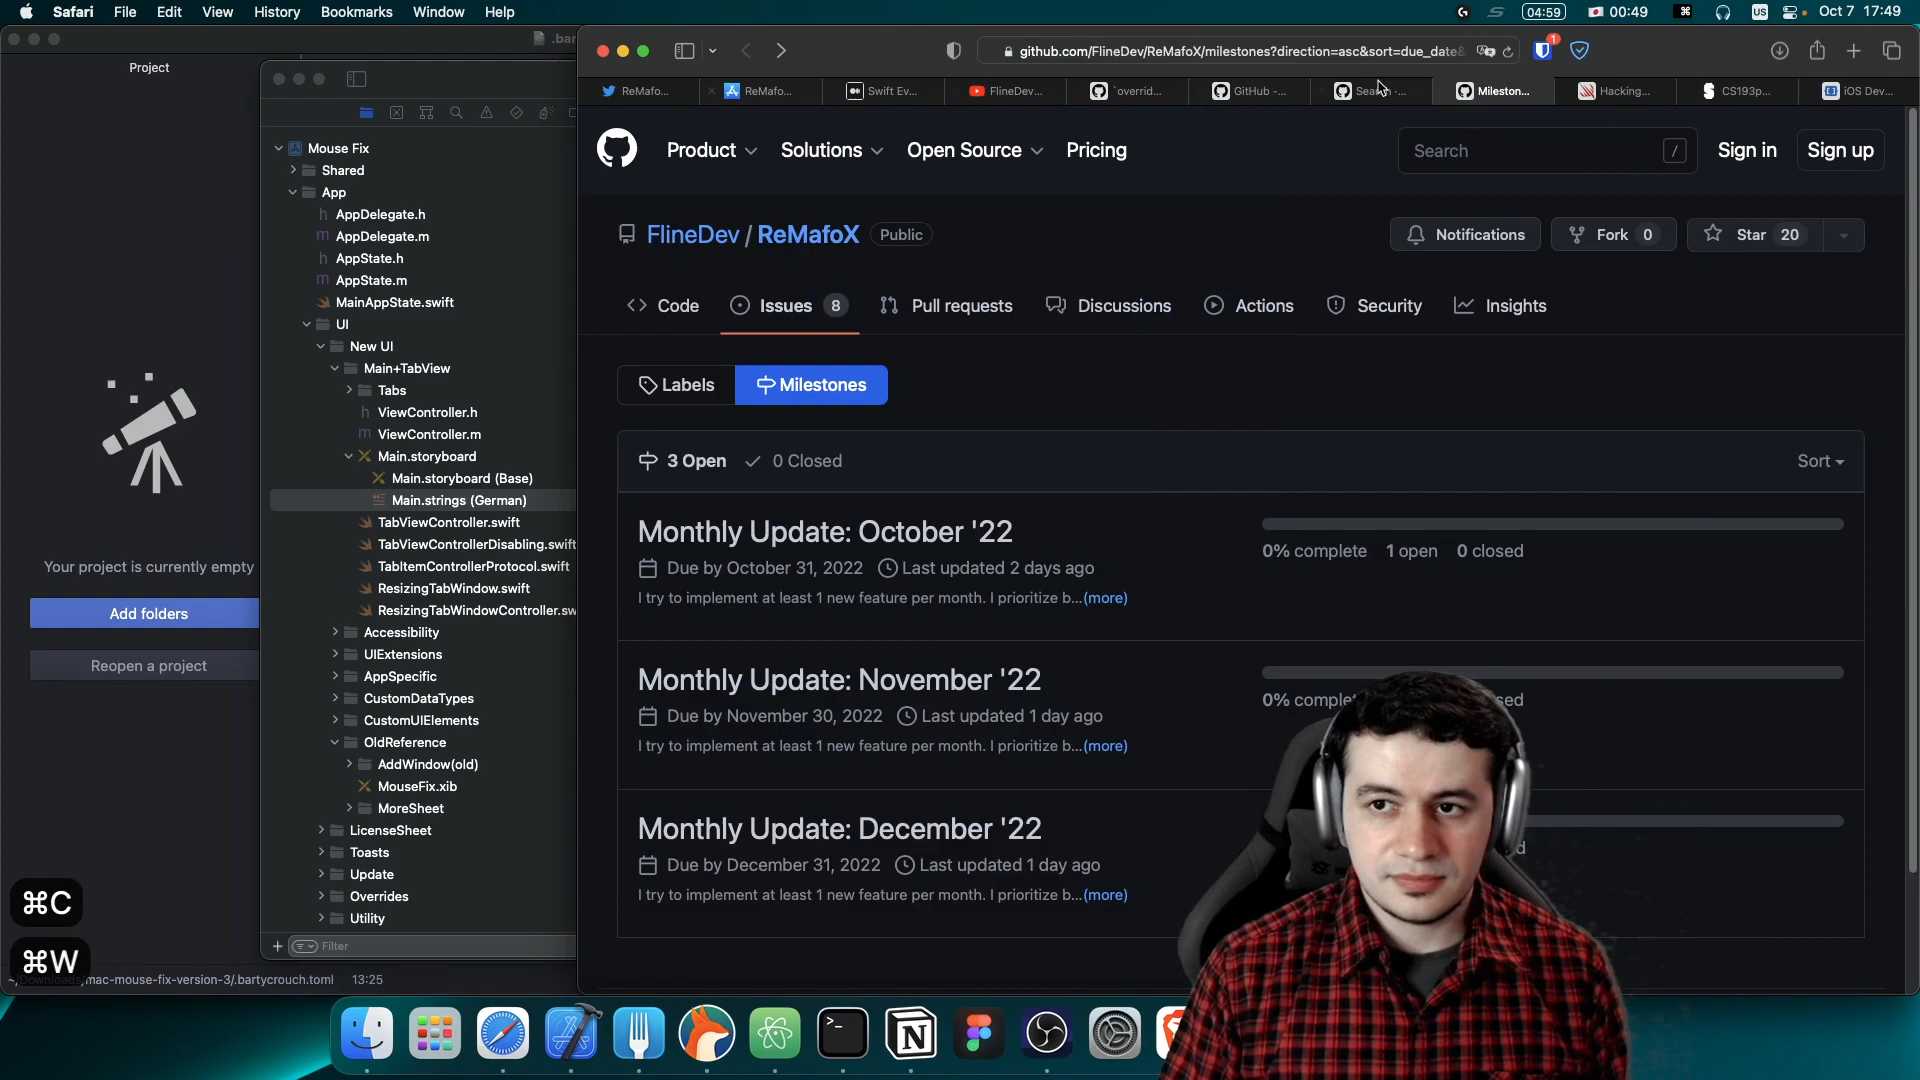 Safari File Edit View History Bookmarks Window Help
04:59 00:49 US Oct 7 17:49
Project
github.com/FlineDev/ReMafoX/milestones?direction=asc&sort=due_date&
1
ReMafo...
ReMafo...
Swift Ev...
FlineDev...
`overrid...
GitHub -...
Mileston...
Hacking...
CS193p...
iOS Dev...
Product Solutions Open Source Pricing
Search /
Sign in
Sign up
FlineDev / ReMafoX Public
Notifications
Fork 0
Star 20
Code
Issues 8
Pull requests
Discussions
Actions
Security
Insights
Labels
Milestones
3 Open 0 Closed
Sort
Monthly Update: October '22
Due by October 31, 2022 Last updated 2 days ago
I try to implement at least 1 new feature per month. I prioritize b...(more)
0% complete 1 open 0 closed
Monthly Update: November '22
Due by November 30, 2022 Last updated 1 day ago
I try to implement at least 1 new feature per month. I prioritize b...(more)
0%
Monthly Update: December '22
Due by December 31, 2022 Last updated 1 day ago
I try to implement at least 1 new feature per month. I prioritize b...(more)
Mouse Fix
Shared
App
h AppDelegate.h
m AppDelegate.m
h AppState.h
m AppState.m
MainAppState.swift
UI
New UI
Main+TabView
Tabs
h ViewController.h
m ViewController.m
Main.storyboard
Main.storyboard (Base)
Main.strings (German)
TabViewController.swift
TabViewControllerDisabling.swift
TabItemControllerProtocol.swift
ResizingTabWindow.swift
ResizingTabWindowController.sw
Accessibility
UIExtensions
AppSpecific
CustomDataTypes
CustomUIElements
OldReference
AddWindow(old)
MouseFix.xib
MoreSheet
LicenseSheet
Toasts
Update
Overrides
Utility
Filter
Your project is currently empty
Add folders
Reopen a project
⌘C
⌘W
mac-mouse-fix-version-3/.bartycrouch.toml 13:25